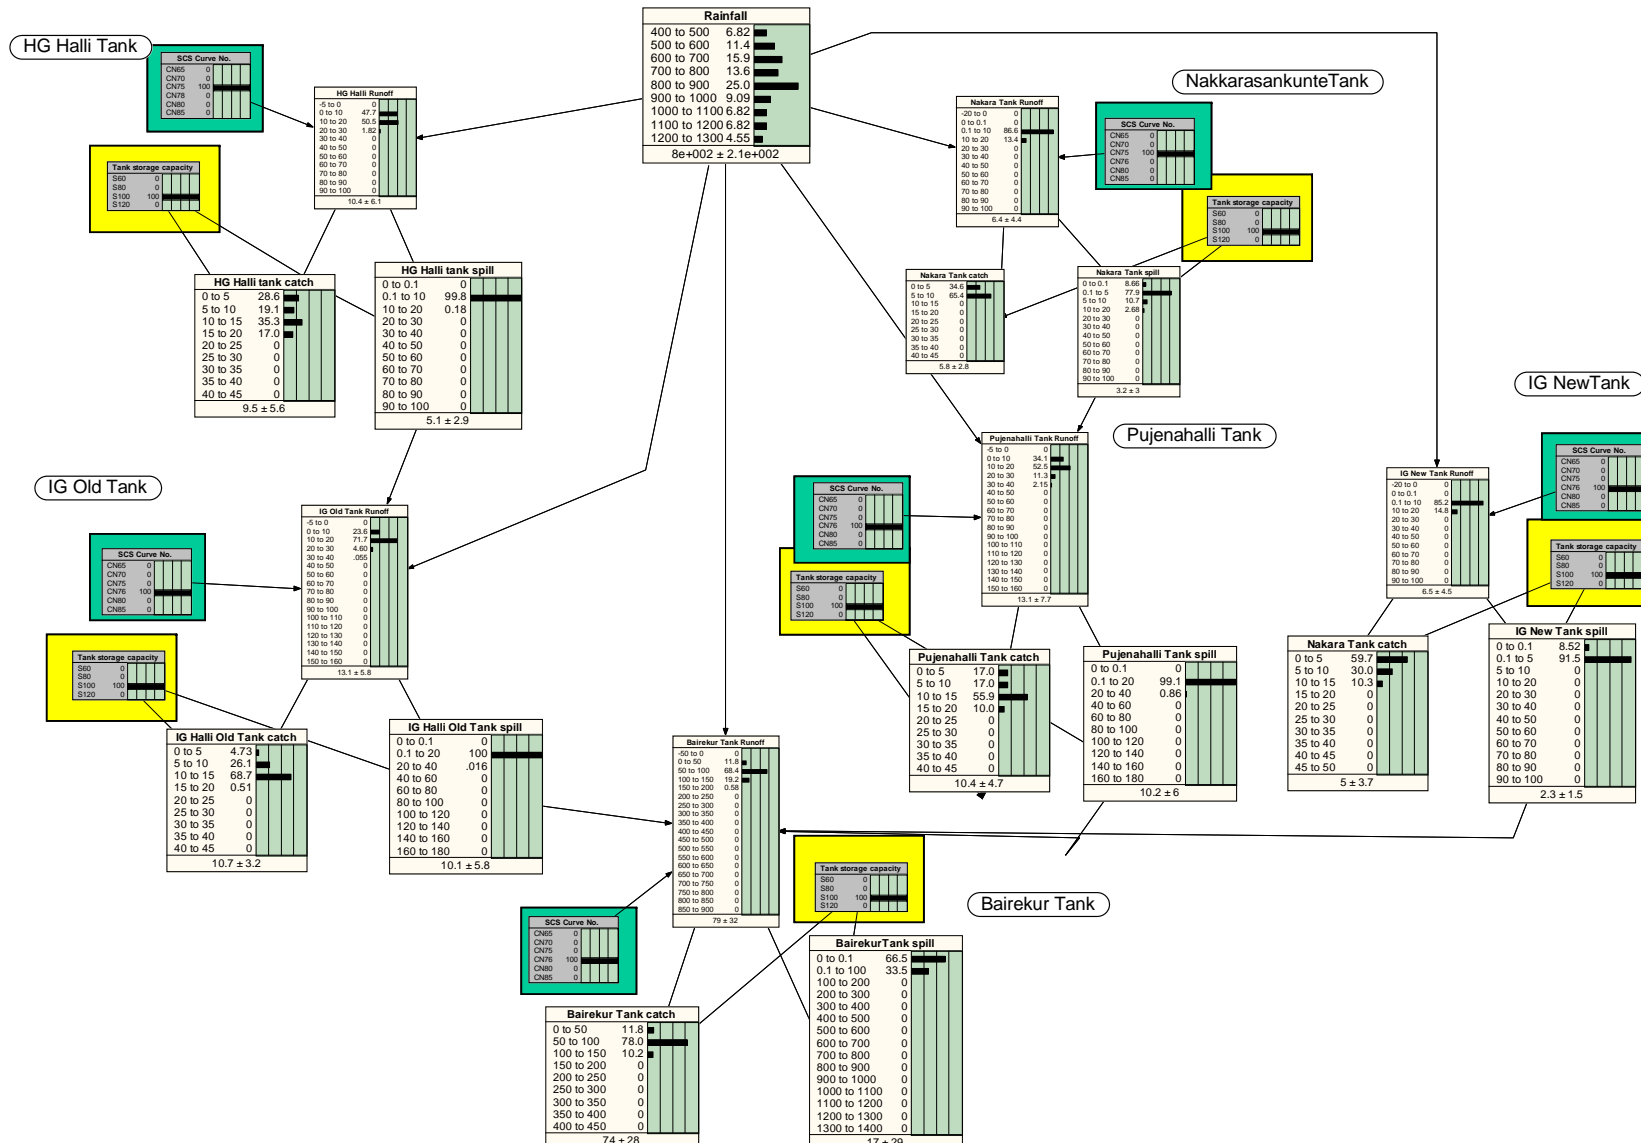 HG Halli Tank
SCS Curve No.
CN65 0
CN70 0
CN75 100
CN78 0
CN80 0
CN85 0
Tank storage capacity
S60 0
S80 0
S100 100
S120 0
HG Halli Runoff
-5 to 0 0
0 to 10 47.7
10 to 20 50.5
20 to 30 1.82
30 to 40 0
40 to 50 0
50 to 60 0
60 to 70 0
70 to 80 0
80 to 90 0
90 to 100 0
10.4 ± 6.1
HG Halli tank catch
0 to 5 28.6
5 to 10 19.1
10 to 15 35.3
15 to 20 17.0
20 to 25 0
25 to 30 0
30 to 35 0
35 to 40 0
40 to 45 0
9.5 ± 5.6
HG Halli tank spill
0 to 0.1 0
0.1 to 10 99.8
10 to 20 0.18
20 to 30 0
30 to 40 0
40 to 50 0
50 to 60 0
60 to 70 0
70 to 80 0
80 to 90 0
90 to 100 0
5.1 ± 2.9
Rainfall
400 to 500 6.82
500 to 600 11.4
600 to 700 15.9
700 to 800 13.6
800 to 900 25.0
900 to 1000 9.09
1000 to 1100 6.82
1100 to 1200 6.82
1200 to 1300 4.55
8e+002 ± 2.1e+002
NakkarasankunteTank
Nakara Tank Runoff
-20 to 0 0
0 to 0.1 0
0.1 to 10 86.6
10 to 20 13.4
20 to 30 0
30 to 40 0
40 to 50 0
50 to 60 0
60 to 70 0
70 to 80 0
80 to 90 0
90 to 100 0
6.4 ± 4.4
SCS Curve No.
CN65 0
CN70 0
CN75 100
CN76 0
CN80 0
CN85 0
Tank storage capacity
S60 0
S80 0
S100 100
S120 0
Nakara Tank catch
0 to 5 34.6
5 to 10 65.4
10 to 15 0
15 to 20 0
20 to 25 0
25 to 30 0
30 to 35 0
35 to 40 0
40 to 45 0
5.8 ± 2.8
Nakara Tank spill
0 to 0.1 8.66
0.1 to 5 77.9
5 to 10 10.7
10 to 20 2.68
20 to 30 0
30 to 40 0
40 to 50 0
50 to 60 0
60 to 70 0
70 to 80 0
80 to 90 0
90 to 100 0
3.2 ± 3
IG NewTank
SCS Curve No.
CN65 0
CN70 0
CN75 0
CN76 100
CN80 0
CN85 0
Tank storage capacity
S60 0
S80 0
S100 100
S120 0
IG New Tank Runoff
-20 to 0 0
0 to 0.1 0
0.1 to 10 85.2
10 to 20 14.8
20 to 30 0
30 to 40 0
40 to 50 0
50 to 60 0
60 to 70 0
70 to 80 0
80 to 90 0
90 to 100 0
6.5 ± 4.5
Nakara Tank catch
0 to 5 59.7
5 to 10 30.0
10 to 15 10.3
15 to 20 0
20 to 25 0
25 to 30 0
30 to 35 0
35 to 40 0
40 to 45 0
45 to 50 0
5 ± 3.7
IG New Tank spill
0 to 0.1 8.52
0.1 to 5 91.5
5 to 10 0
10 to 20 0
20 to 30 0
30 to 40 0
40 to 50 0
50 to 60 0
60 to 70 0
70 to 80 0
80 to 90 0
90 to 100 0
2.3 ± 1.5
Pujenahalli Tank
Pujenahalli Tank Runoff
-5 to 0 0
0 to 10 34.1
10 to 20 52.5
20 to 30 11.3
30 to 40 2.15
40 to 50 0
50 to 60 0
60 to 70 0
70 to 80 0
80 to 90 0
90 to 100 0
100 to 110 0
110 to 120 0
120 to 130 0
130 to 140 0
140 to 150 0
150 to 160 0
13.1 ± 7.7
SCS Curve No.
CN65 0
CN70 0
CN75 0
CN76 100
CN80 0
CN85 0
Tank storage capacity
S60 0
S80 0
S100 100
S120 0
Pujenahalli Tank catch
0 to 5 17.0
5 to 10 17.0
10 to 15 55.9
15 to 20 10.0
20 to 25 0
25 to 30 0
30 to 35 0
35 to 40 0
40 to 45 0
10.4 ± 4.7
Pujenahalli Tank spill
0 to 0.1 0
0.1 to 20 99.1
20 to 40 0.86
40 to 60 0
60 to 80 0
80 to 100 0
100 to 120 0
120 to 140 0
140 to 160 0
160 to 180 0
10.2 ± 6
IG Old Tank
SCS Curve No.
CN65 0
CN70 0
CN75 0
CN76 100
CN80 0
CN85 0
Tank storage capacity
S60 0
S80 0
S100 100
S120 0
IG Old Tank Runoff
-5 to 0 0
0 to 10 23.6
10 to 20 71.7
20 to 30 4.60
30 to 40 .055
40 to 50 0
50 to 60 0
60 to 70 0
70 to 80 0
80 to 90 0
90 to 100 0
100 to 110 0
110 to 120 0
120 to 130 0
130 to 140 0
140 to 150 0
150 to 160 0
13.1 ± 5.8
IG Halli Old Tank catch
0 to 5 4.73
5 to 10 26.1
10 to 15 68.7
15 to 20 0.51
20 to 25 0
25 to 30 0
30 to 35 0
35 to 40 0
40 to 45 0
10.7 ± 3.2
IG Halli Old Tank spill
0 to 0.1 0
0.1 to 20 100
20 to 40 .016
40 to 60 0
60 to 80 0
80 to 100 0
100 to 120 0
120 to 140 0
140 to 160 0
160 to 180 0
10.1 ± 5.8
Bairekur Tank Runoff
-50 to 0 0
0 to 50 11.8
50 to 100 68.4
100 to 150 19.2
150 to 200 0.58
200 to 250 0
250 to 300 0
300 to 350 0
350 to 400 0
400 to 450 0
450 to 500 0
500 to 550 0
550 to 600 0
600 to 650 0
650 to 700 0
700 to 750 0
750 to 800 0
800 to 850 0
850 to 900 0
79 ± 32
Bairekur Tank
SCS Curve No.
CN65 0
CN70 0
CN75 0
CN76 100
CN80 0
CN85 0
Tank storage capacity
S60 0
S80 0
S100 100
S120 0
Bairekur Tank catch
0 to 50 11.8
50 to 100 78.0
100 to 150 10.2
150 to 200 0
200 to 250 0
250 to 300 0
300 to 350 0
350 to 400 0
400 to 450 0
74 ± 28
BairekurTank spill
0 to 0.1 66.5
0.1 to 100 33.5
100 to 200 0
200 to 300 0
300 to 400 0
400 to 500 0
500 to 600 0
600 to 700 0
700 to 800 0
800 to 900 0
900 to 1000 0
1000 to 1100 0
1100 to 1200 0
1200 to 1300 0
1300 to 1400 0
17 ± 29